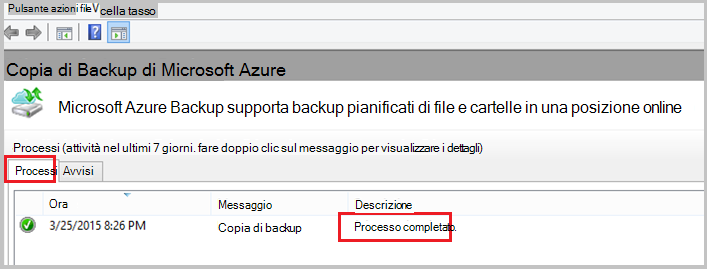 Pulsante azioni file V cella tasso
Copia di Backup di Microsoft Azure
Microsoft Azure Backup supporta backup pianificati di file e cartelle in una posizione online
Processi (attività nel ultimi 7 giorni. fare doppio clic sul messaggio per visualizzare i dettagli)
Processi Avvisi
Ora Messaggio Descrizione
3/25/2015 8:26 PM Copia di backup Processo completato.